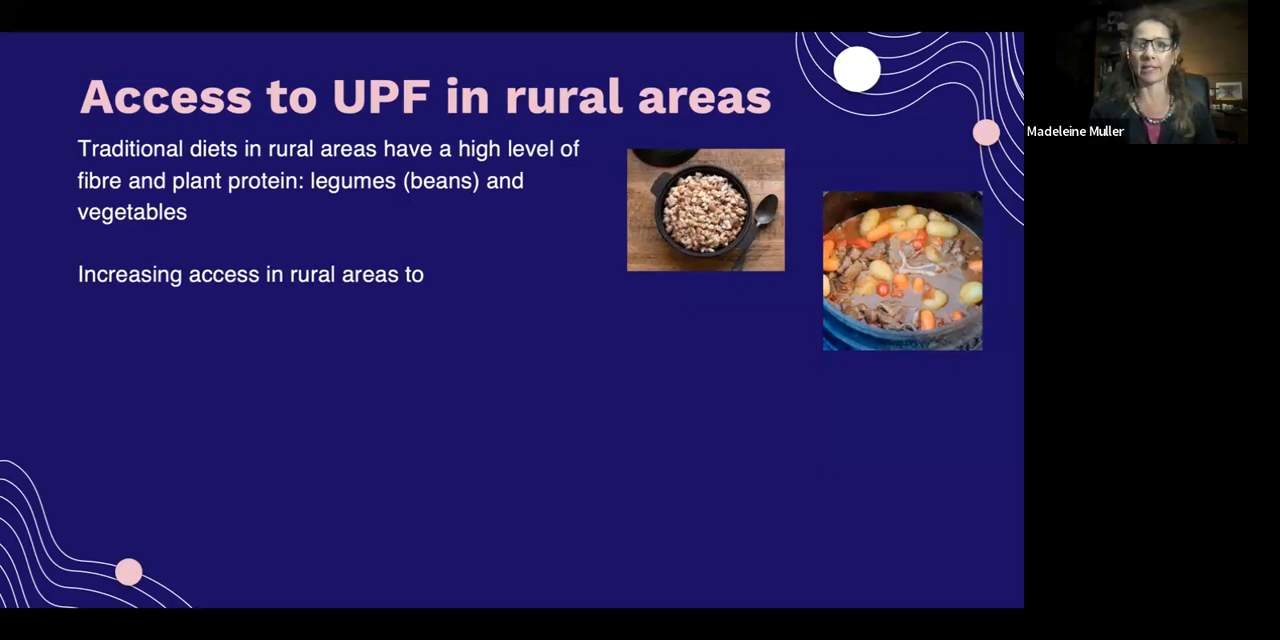 Access to UPF in rural areas
Traditional diets in rural areas have a high level of
fibre and plant protein: legumes (beans) and
vegetables
Increasing access in rural areas to
Madeleine Muller